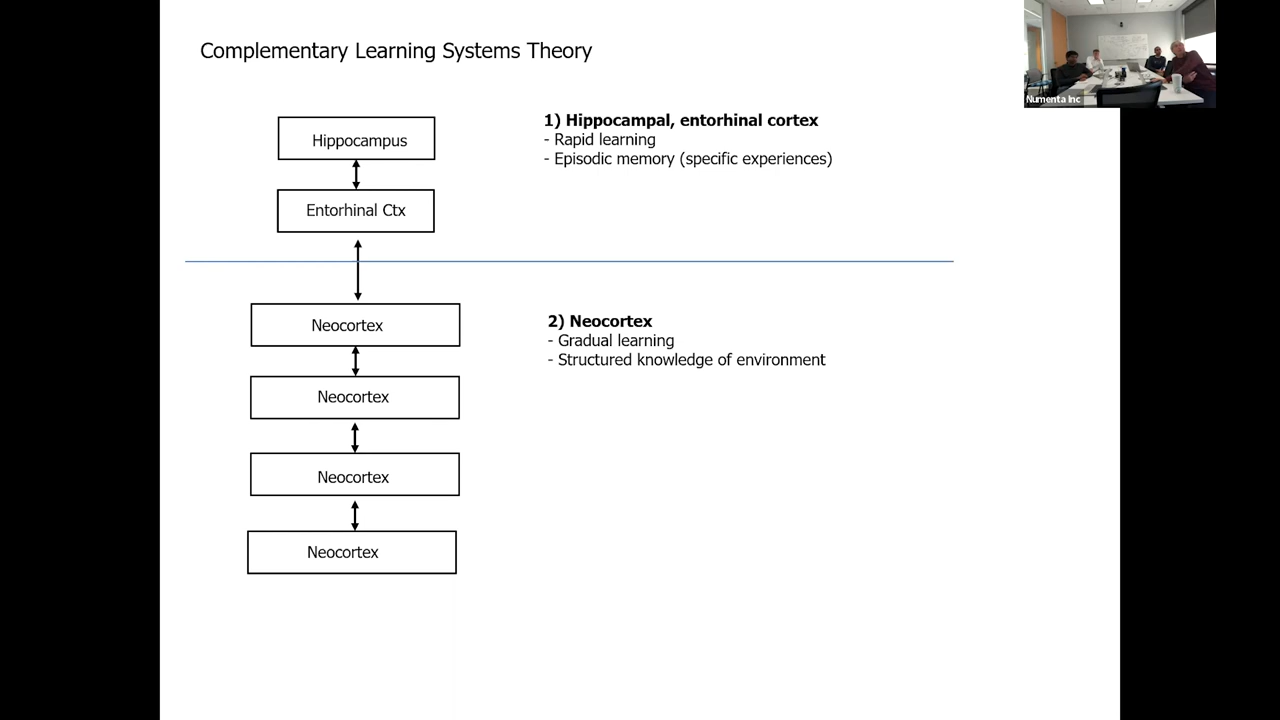 Complementary Learning Systems Theory
Numenta Inc
Hippocampus
1) Hippocampal, entorhinal cortex
- Rapid learning
- Episodic memory (specific experiences)
Entorhinal Ctx
Neocortex
2) Neocortex
- Gradual learning
- Structured knowledge of environment
Neocortex
Neocortex
Neocortex